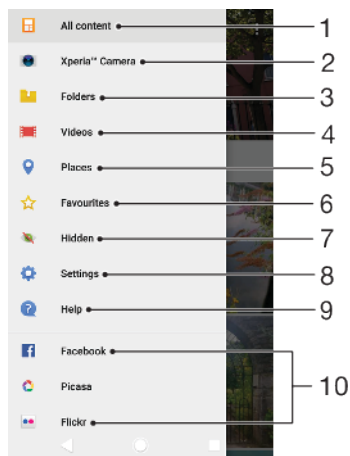 All content 1
Xperia™ Camera 2
Folders 3
Videos 4
Places 5
Favourites 6
Hidden 7
Settings 8
Help 9
Facebook
Picasa 10
Flickr